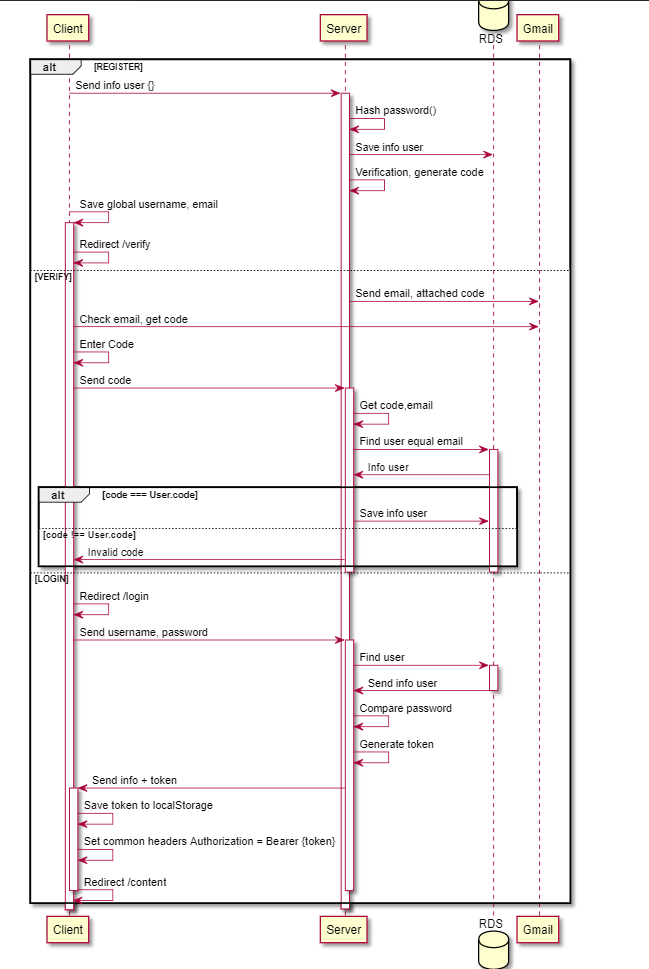 Client
Server
RDS
Gmail
alt
[REGISTER]
Send info user {}
Hash password()
Save info user
Verification, generate code
Save global username, email
Redirect /verify
[VERIFY]
Send email, attached code
Check email, get code
Enter Code
Send code
Get code,email
Find user equal email
Info user
alt
[code === User.code]
Save info user
[code !== User.code]
Invalid code
[LOGIN]
Redirect /login
Send username, password
Find user
Send info user
Compare password
Generate token
Send info + token
Save token to localStorage
Set common headers Authorization = Bearer {token}
Redirect /content
Client
Server
RDS
Gmail